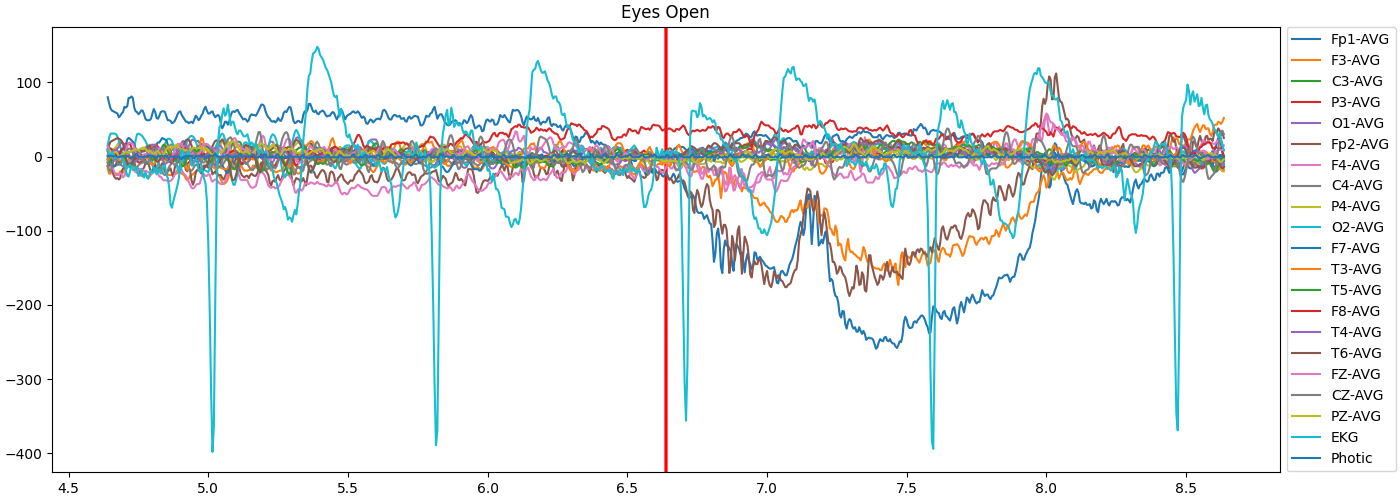 Eyes Open
100
0
−100
−200
−300
−400
4.5 5.0 5.5 6.0 6.5 7.0 7.5 8.0 8.5
Fp1-AVG
F3-AVG
C3-AVG
P3-AVG
O1-AVG
Fp2-AVG
F4-AVG
C4-AVG
P4-AVG
O2-AVG
F7-AVG
T3-AVG
T5-AVG
F8-AVG
T4-AVG
T6-AVG
FZ-AVG
CZ-AVG
PZ-AVG
EKG
Photic